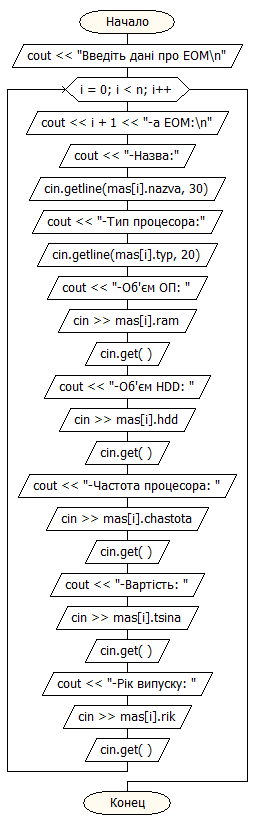 Начало
cout << "Введіть дані про ЕОМ\n"
i = 0; i < n; i++
cout << i + 1 << "-а ЕОМ:\n"
cout << "-Назва:"
cin.getline(mas[i].nazva, 30)
cout << "-Тип процесора:"
cin.getline(mas[i].typ, 20)
cout << "-Об'єм ОП: "
cin >> mas[i].ram
cin.get( )
cout << "-Об'єм HDD: "
cin >> mas[i].hdd
cin.get( )
cout << "-Частота процесора: "
cin >> mas[i].chastota
cin.get( )
cout << "-Вартість: "
cin >> mas[i].tsina
cin.get( )
cout << "-Рік випуску: "
cin >> mas[i].rik
cin.get( )
Конец